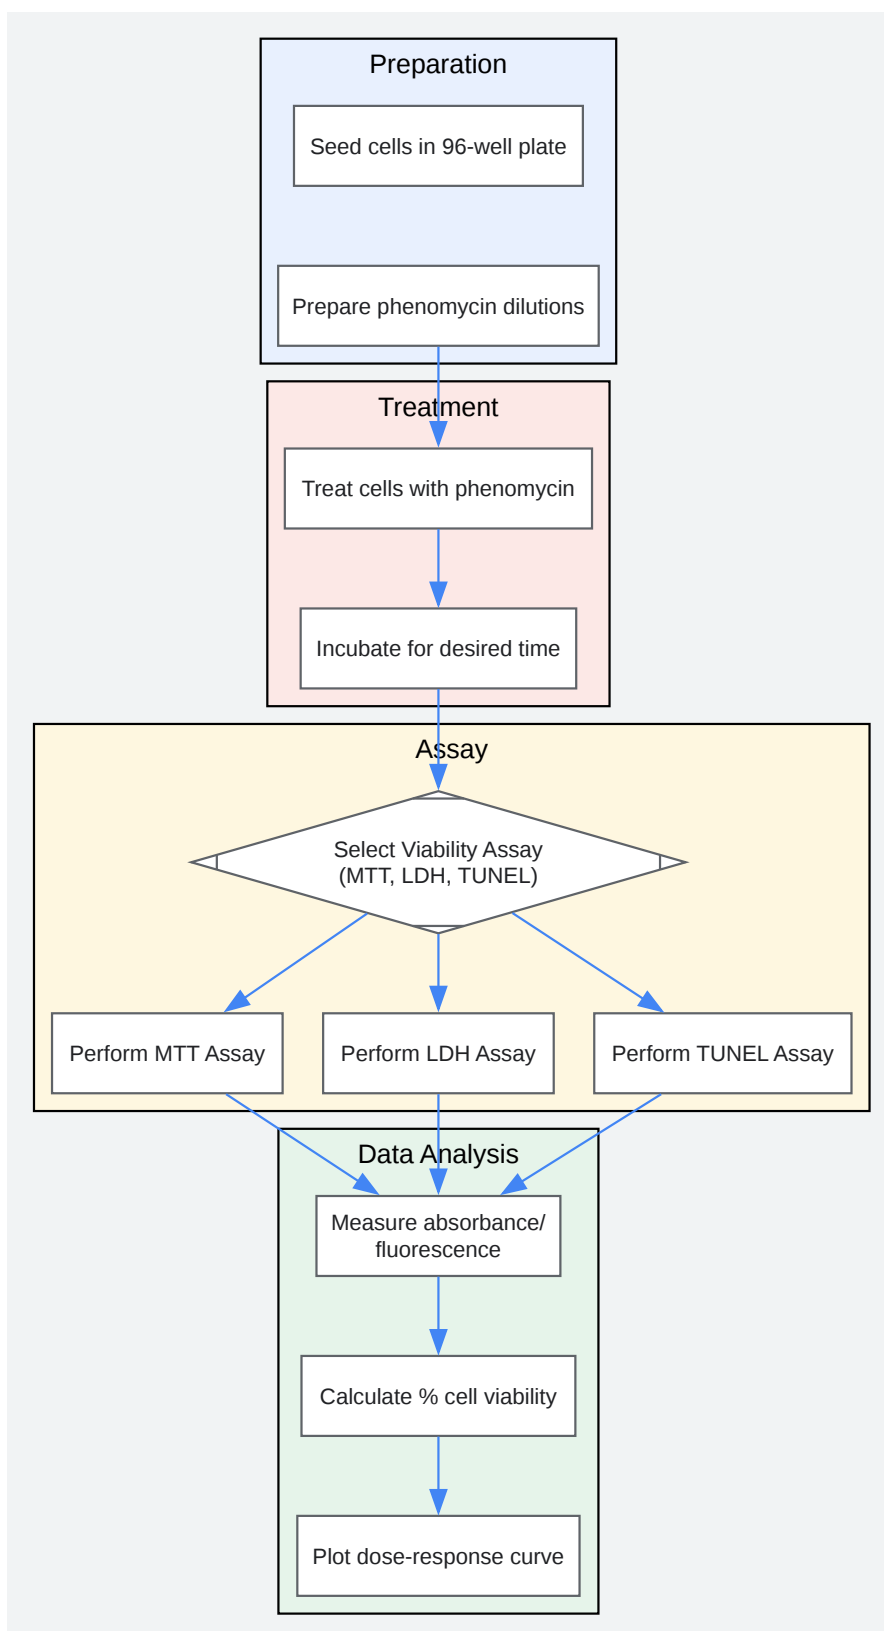 Preparation
Seed cells in 96-well plate
Prepare phenomycin dilutions
Treatment
Treat cells with phenomycin
Incubate for desired time
Assay
Select Viability Assay
(MTT, LDH, TUNEL)
Perform MTT Assay
Perform LDH Assay
Perform TUNEL Assay
Data Analysis
Measure absorbance/
fluorescence
Calculate % cell viability
Plot dose-response curve